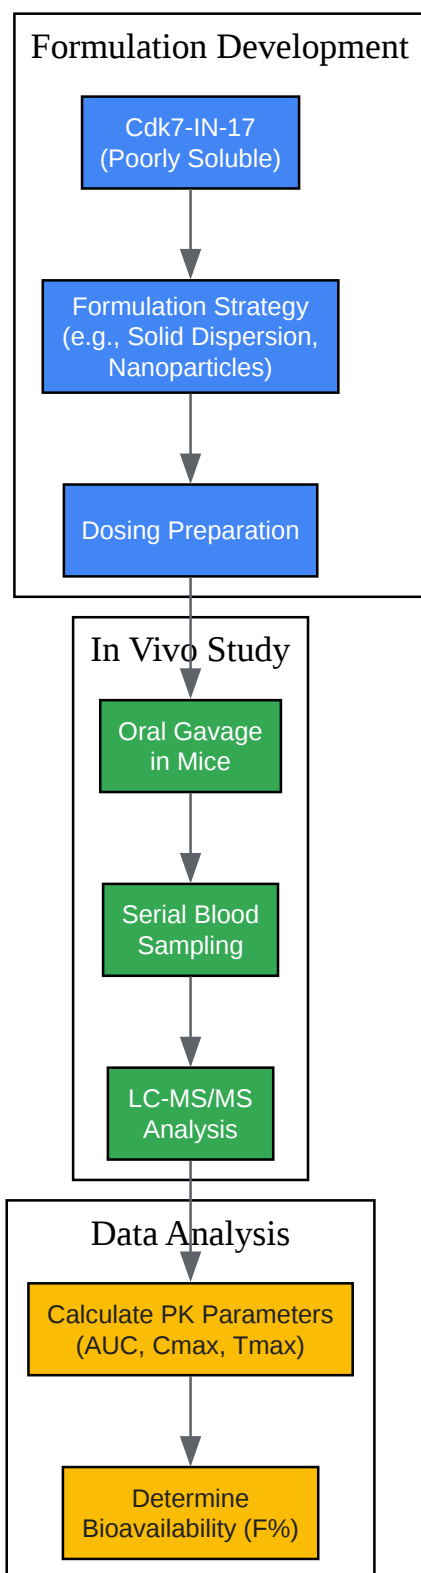 Formulation Development
Cdk7-IN-17
(Poorly Soluble)
Formulation Strategy
(e.g., Solid Dispersion,
Nanoparticles)
Dosing Preparation
In Vivo Study
Oral Gavage
in Mice
Serial Blood
Sampling
LC-MS/MS
Analysis
Data Analysis
Calculate PK Parameters
(AUC, Cmax, Tmax)
Determine
Bioavailability (F%)